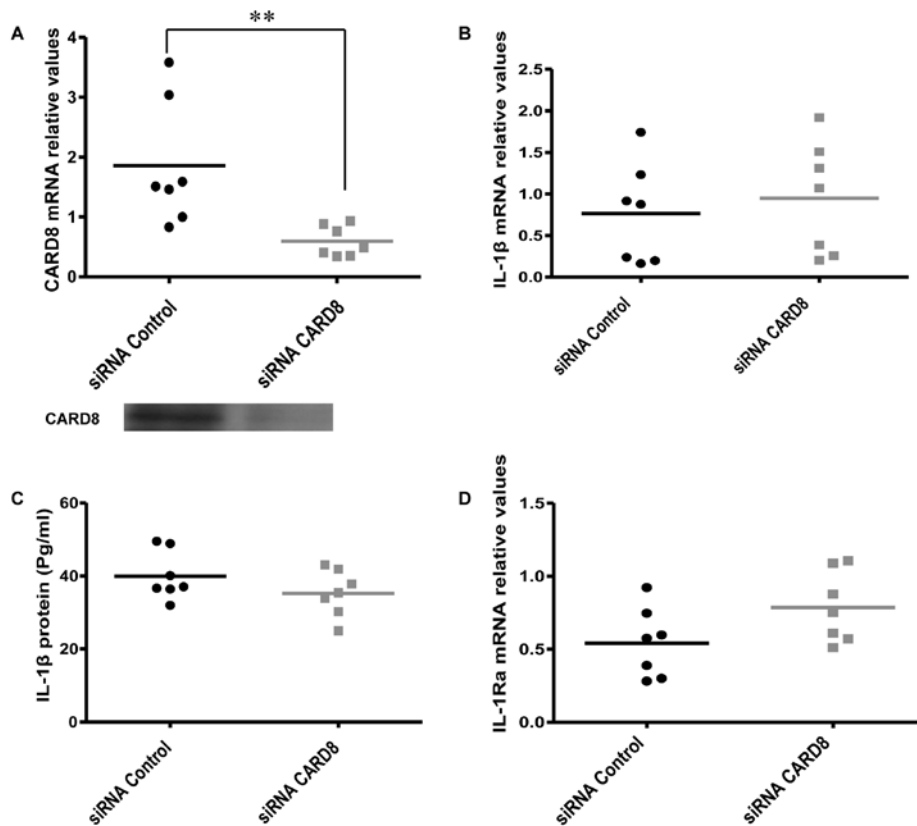 A
CARD8 mRNA relative values
4
3
2
1
0
**
siRNA Control
siRNA CARD8
CARD8
B
IL-1β mRNA relative values
2.5
2.0
1.5
1.0
0.5
0.0
siRNA Control
siRNA CARD8
C
IL-1β protein (Pg/ml)
60
40
20
0
siRNA Control
siRNA CARD8
D
IL-1Ra mRNA relative values
1.5
1.0
0.5
0.0
siRNA Control
siRNA CARD8